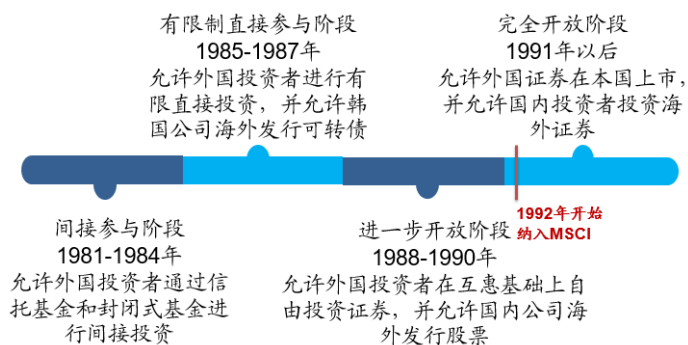 有限制直接参与阶段
1985-1987年
允许外国投资者进行有
限直接投资，并允许韩
国公司海外发行可转债
完全开放阶段
1991年以后
允许外国证券在本国上市，
并允许国内投资者投资海
外证券
间接参与阶段
1981-1984年
允许外国投资者通过信
托基金和封闭式基金进
行间接投资
进一步开放阶段
1988-1990年
允许外国投资者在互惠基础上自
由投资证券，并允许国内公司海
外发行股票
1992年开始
纳入MSCI